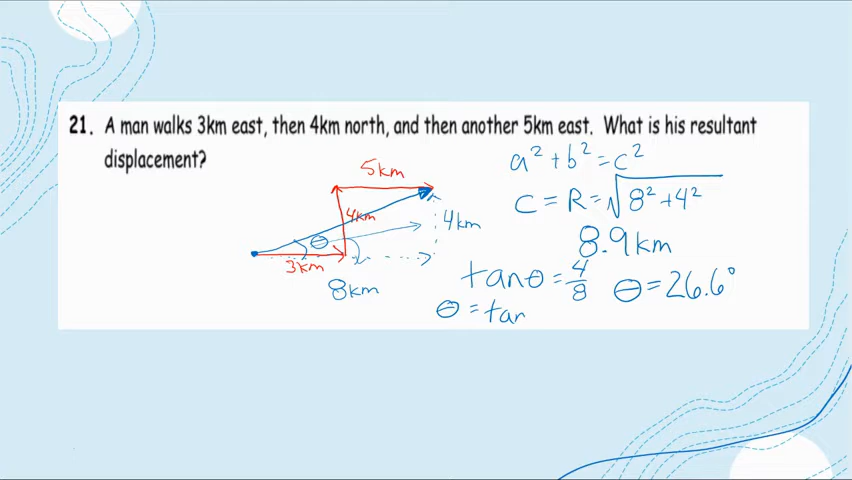 21. A man walks 3km east, then 4km north, and then another 5km east. What is his resultant
displacement?
a² + b² = c²
5km
C = R = √8² + 4²
4km
4km
8.9km
θ
3km
8km
tanθ = 4/8
θ = 26.6°
θ = tan